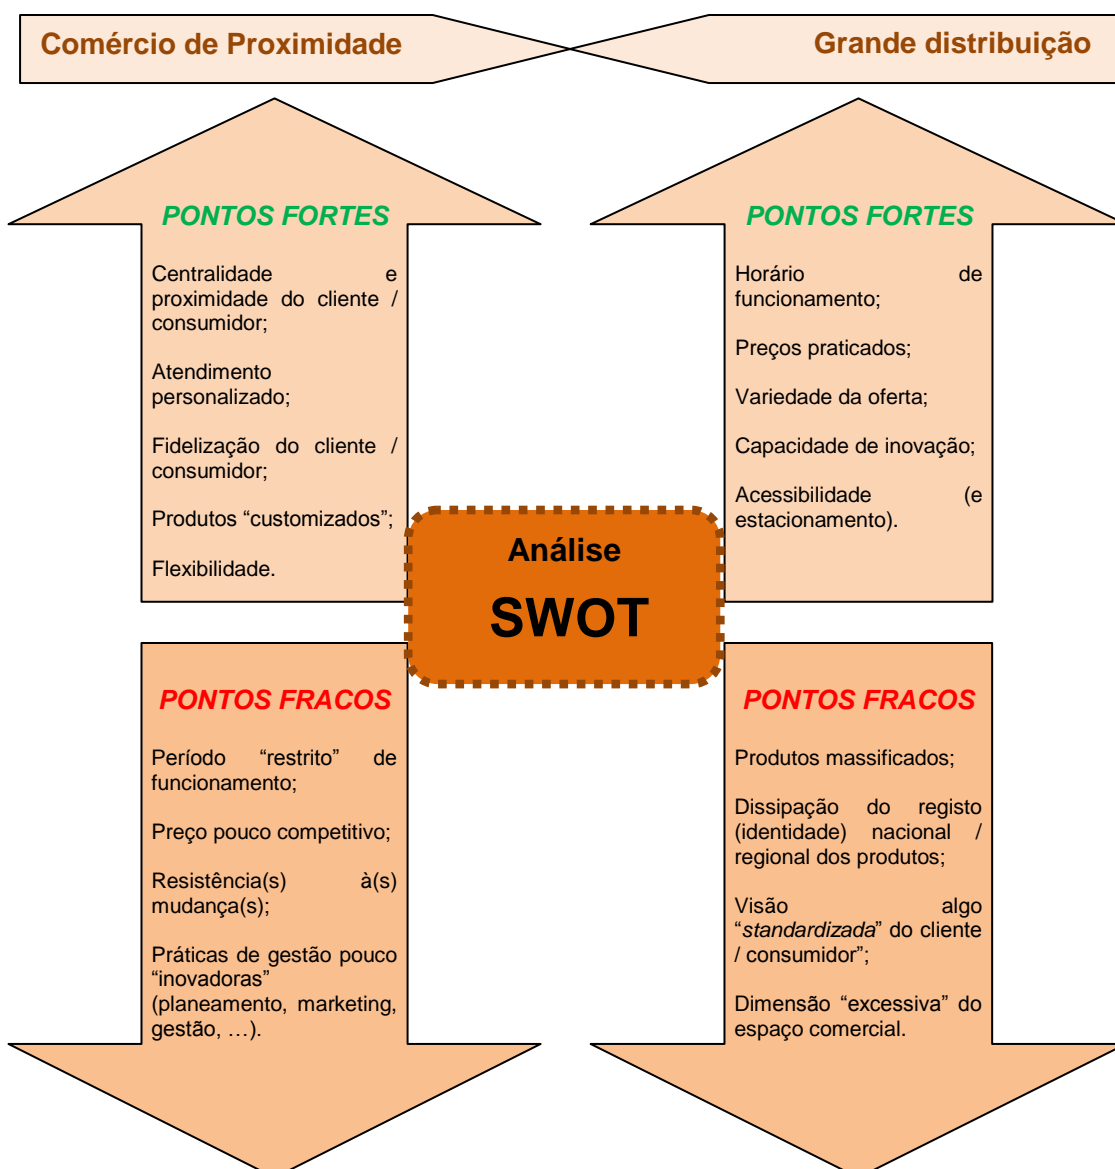 Comércio de Proximidade
Grande distribuição
PONTOS FORTES
Centralidade e
proximidade do cliente /
consumidor;
Atendimento
personalizado;
Fidelização do cliente /
consumidor;
Produtos “customizados”;
Flexibilidade.
PONTOS FORTES
Horário de
funcionamento;
Preços praticados;
Variedade da oferta;
Capacidade de inovação;
Acessibilidade (e
estacionamento).
Análise
SWOT
PONTOS FRACOS
Período “restrito” de
funcionamento;
Preço pouco competitivo;
Resistência(s) à(s)
mudança(s);
Práticas de gestão pouco
“inovadoras”
(planeamento, marketing,
gestão, …).
PONTOS FRACOS
Produtos massificados;
Dissipação do registo
(identidade) nacional /
regional dos produtos;
Visão algo
“standardizada” do cliente
/ consumidor”;
Dimensão “excessiva” do
espaço comercial.